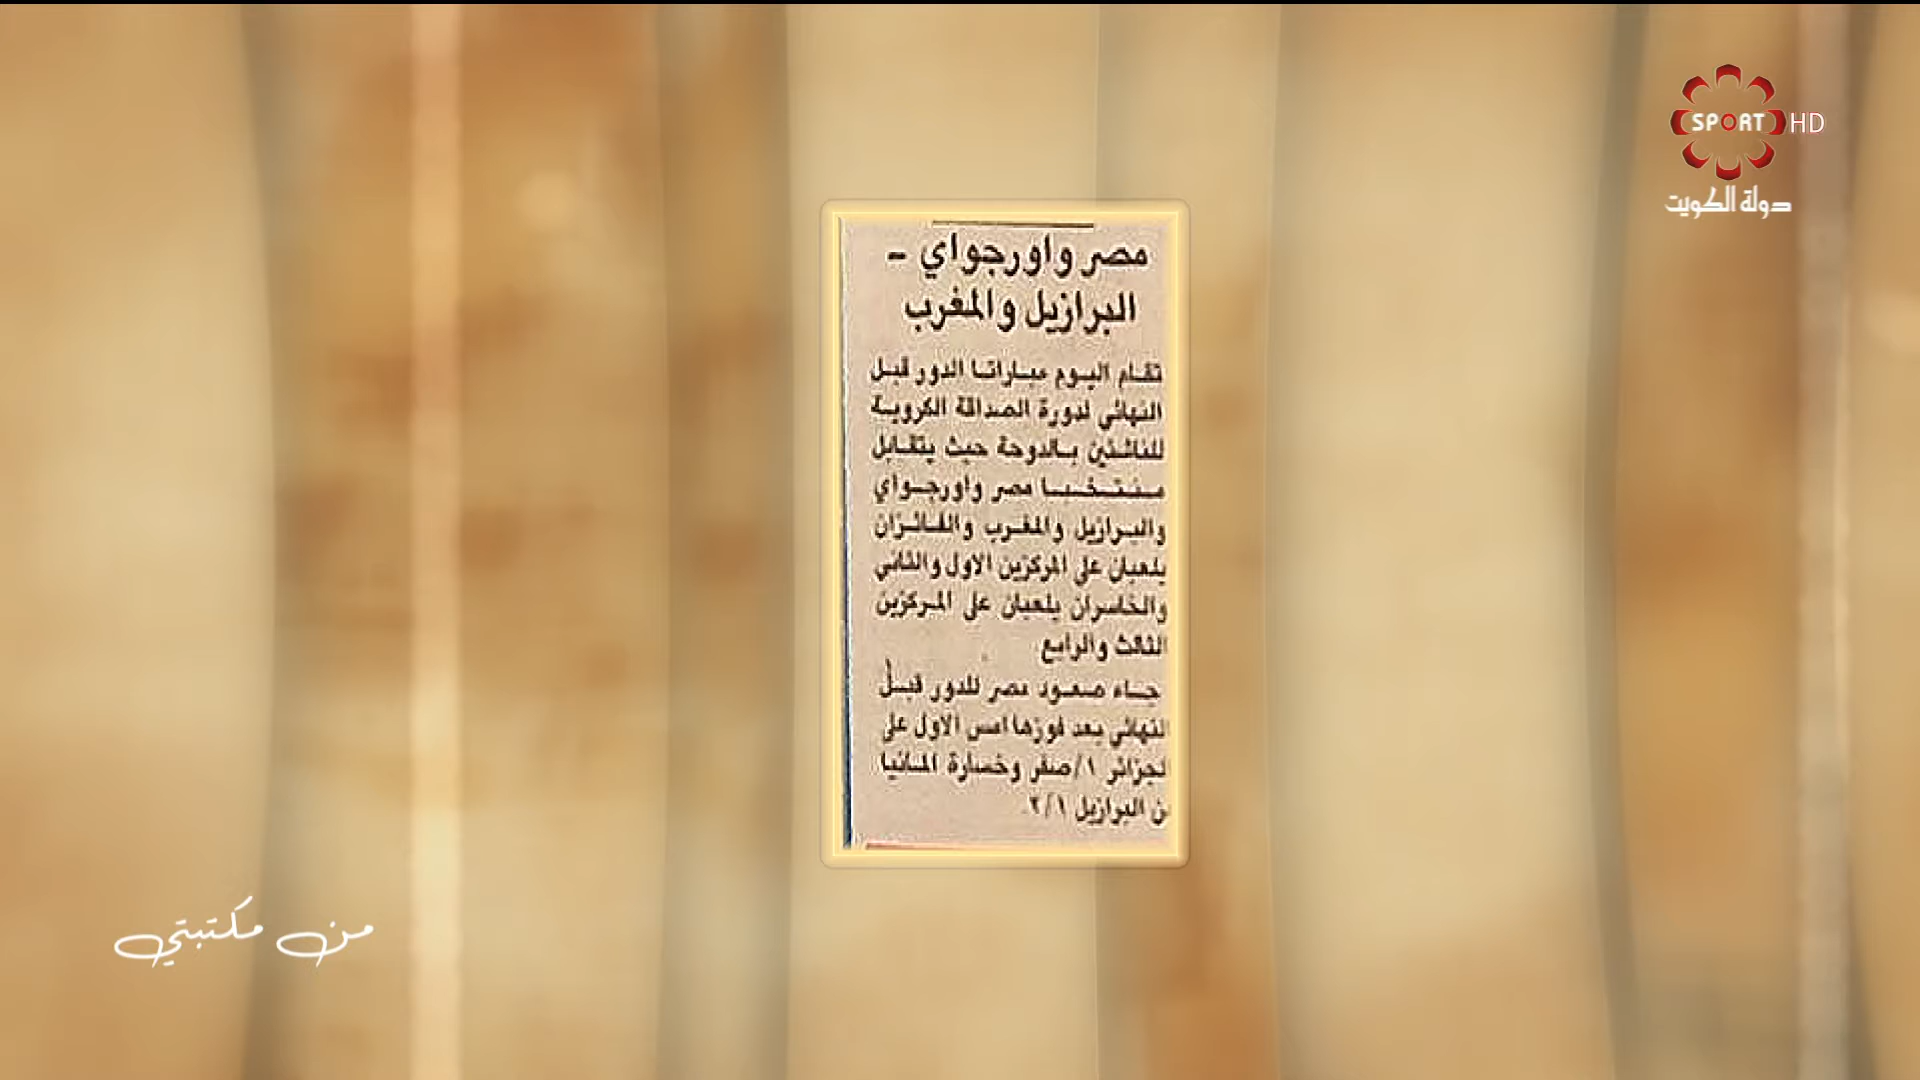 SPORT HD
دولة الكويت
مصر واورجواي -
البرازيل والمغرب
تقام اليوم مباراتا الدور قبل
النهائي لدورة الصداقة الكروية
للناشئين بالدوحة حيث يتقابل
منتخبا مصر واورجواي
والبرازيل والمغرب والفائزان
يلعبان على المركزين الاول والثاني
والخاسران يلعبان على المركزين
الثالث والرابع
جاء صعود مصر للدور قبل
النهائي بعد فوزها امس الاول على
لجزائر ١/صفر وخسارة المانيا
من البرازيل ٢/١
من مكتبتي